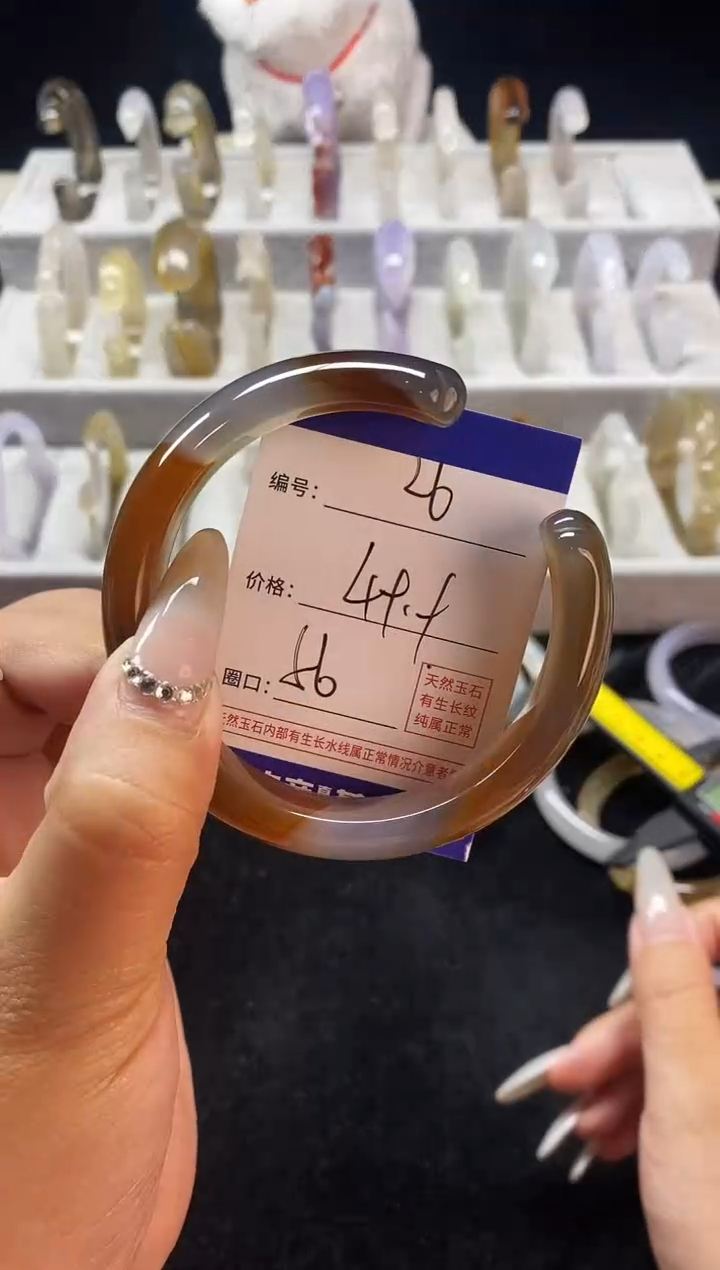 编号： 26
价格：
圈口： 56
天然玉石
有生长纹
纯属正常
天然玉石内部有生长水线属正常情况介意者